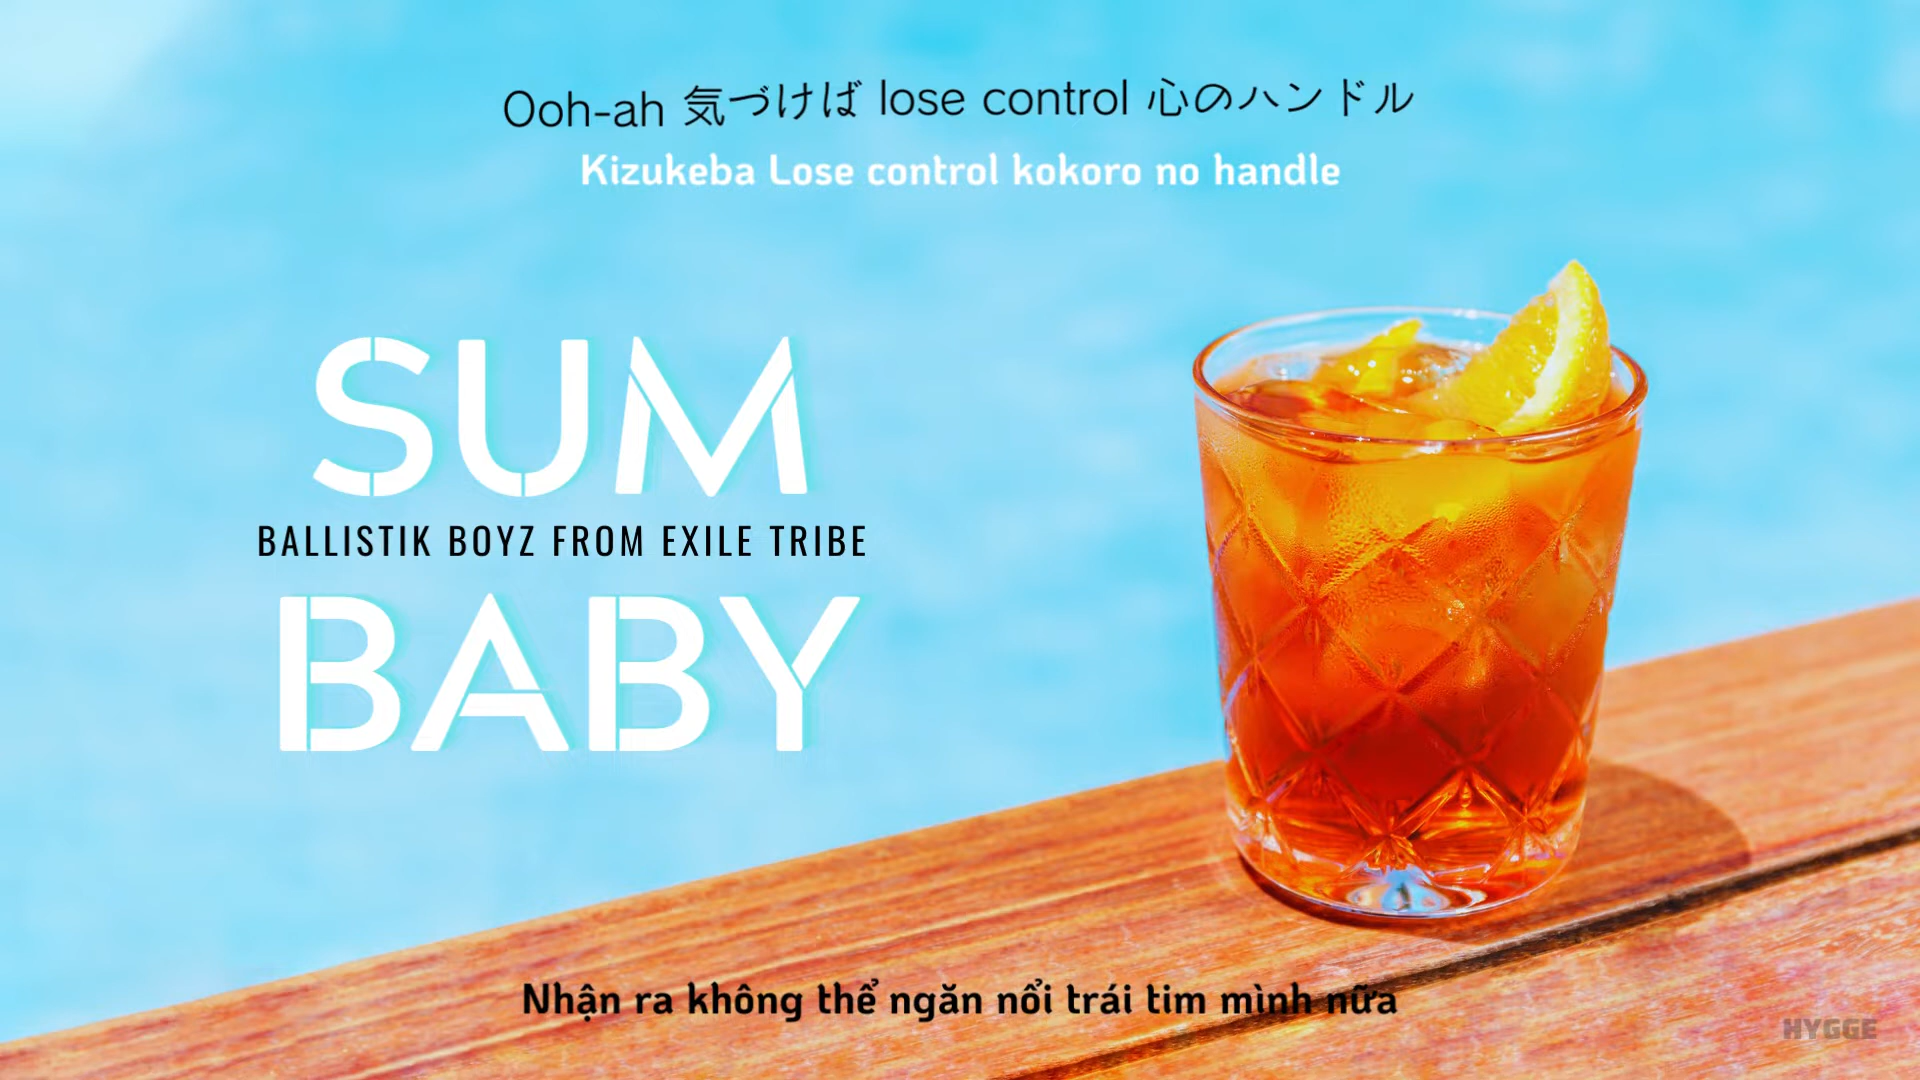 Ooh-ah 気づけば lose control 心のハンドル
Kizukeba Lose control kokoro no handle
SUM
BALLISTIK BOYZ FROM EXILE TRIBE
BABY
Nhận ra không thể ngăn nổi trái tim mình nữa
HYGGE